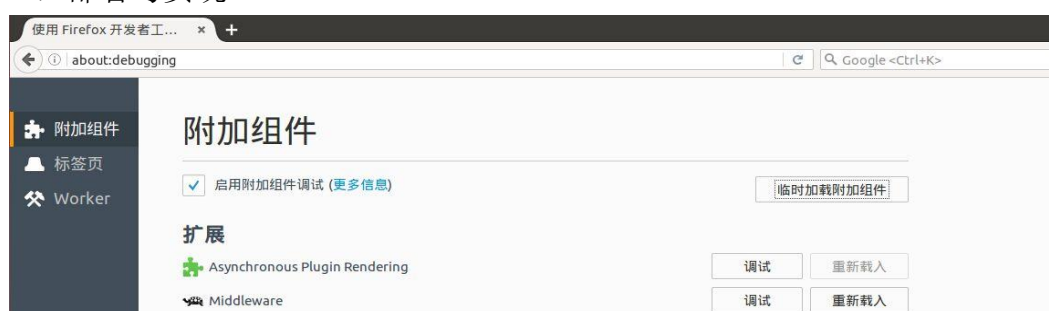 使用 Firefox 开发者工... × +
about:debugging Google <Ctrl+K>
附加组件
标签页
Worker
附加组件
启用附加组件调试 (更多信息) 临时加载附加组件
扩展
Asynchronous Plugin Rendering 调试 重新载入
Middleware 调试 重新载入